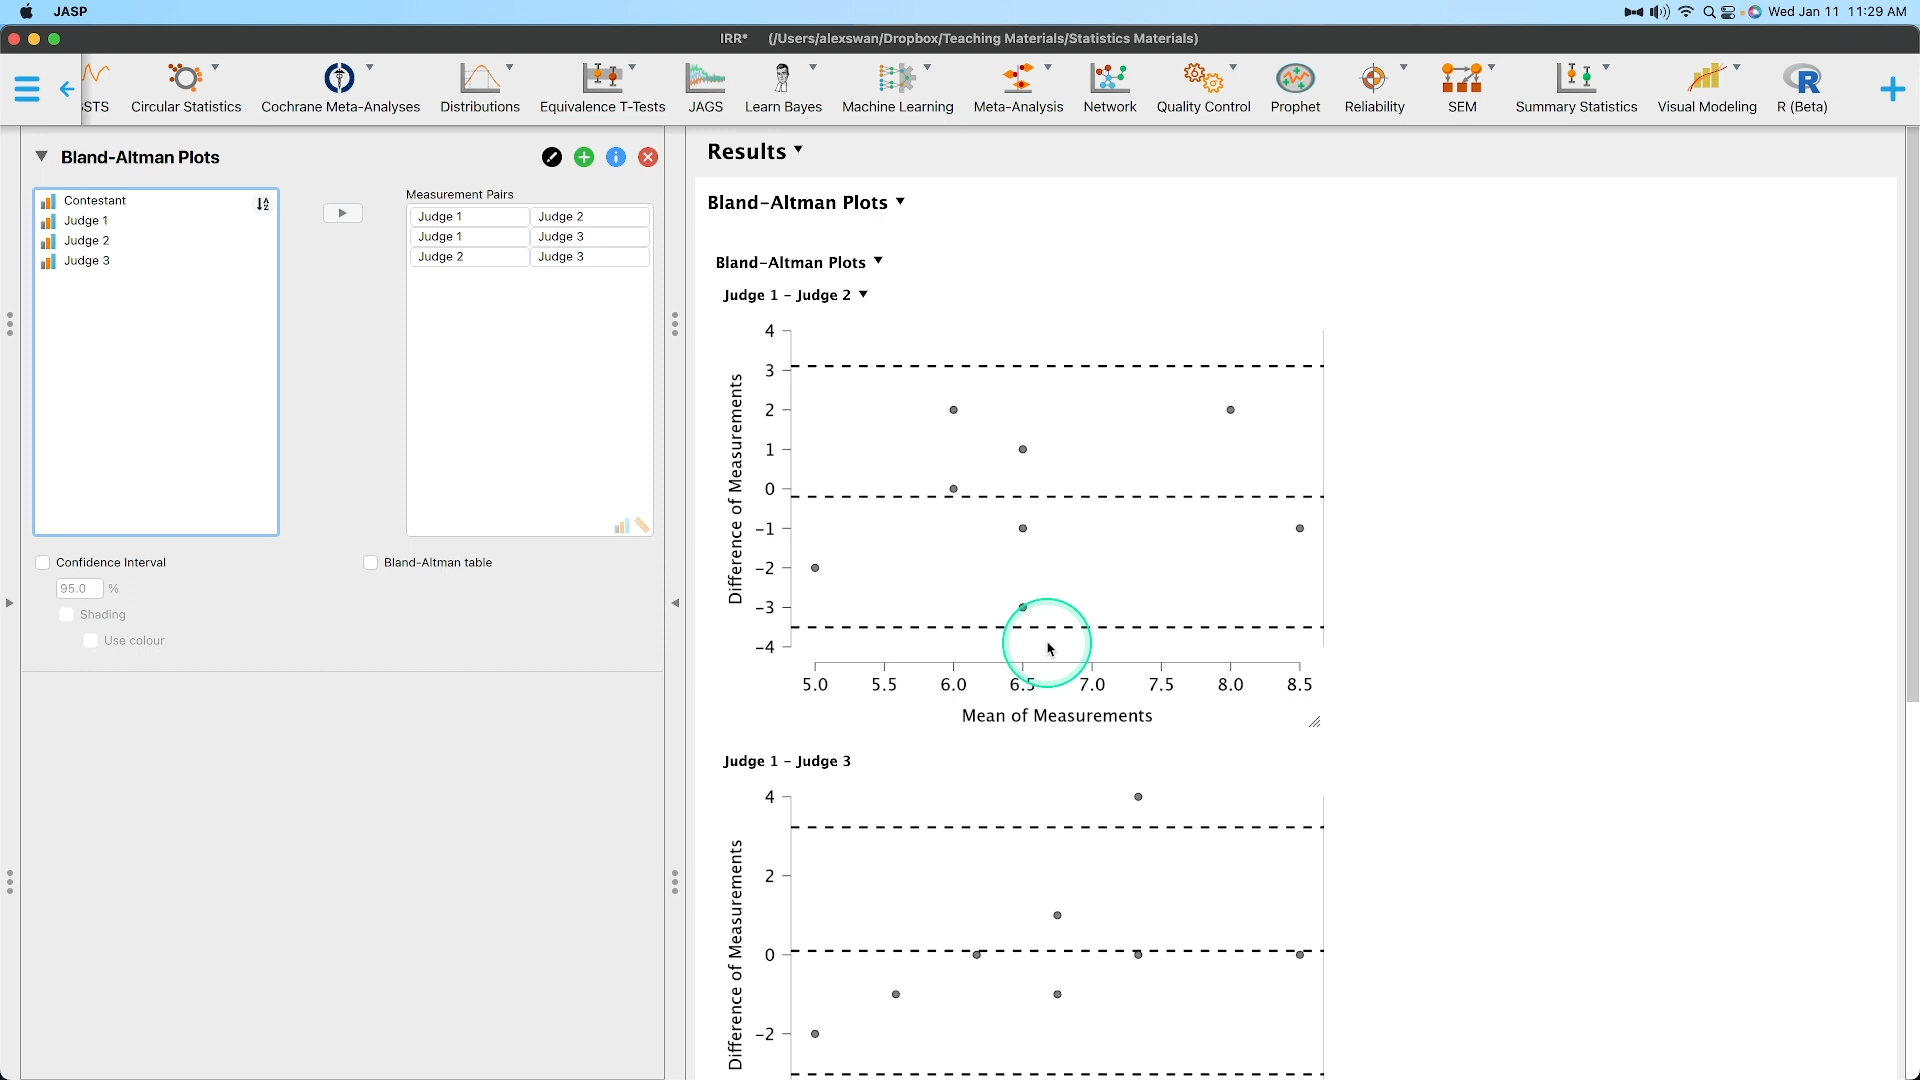 JASP Wed Jan 11 11:29 AM
IRR* (/Users/alexswan/Dropbox/Teaching Materials/Statistics Materials)
STS Circular Statistics Cochrane Meta-Analyses Distributions Equivalence T-Tests JAGS Learn Bayes Machine Learning Meta-Analysis Network Quality Control Prophet Reliability SEM Summary Statistics Visual Modeling R (Beta)
Bland-Altman Plots
Contestant
Judge 1
Judge 2
Judge 3
Measurement Pairs
Judge 1 Judge 2
Judge 1 Judge 3
Judge 2 Judge 3
Confidence Interval
95.0 %
Shading
Use colour
Bland-Altman table
Results
Bland-Altman Plots
Bland-Altman Plots
Judge 1 - Judge 2
4
3
2
1
0
-1
-2
-3
-4
Difference of Measurements
5.0 5.5 6.0 6.5 7.0 7.5 8.0 8.5
Mean of Measurements
Judge 1 - Judge 3
4
2
0
-2
Difference of Measurements